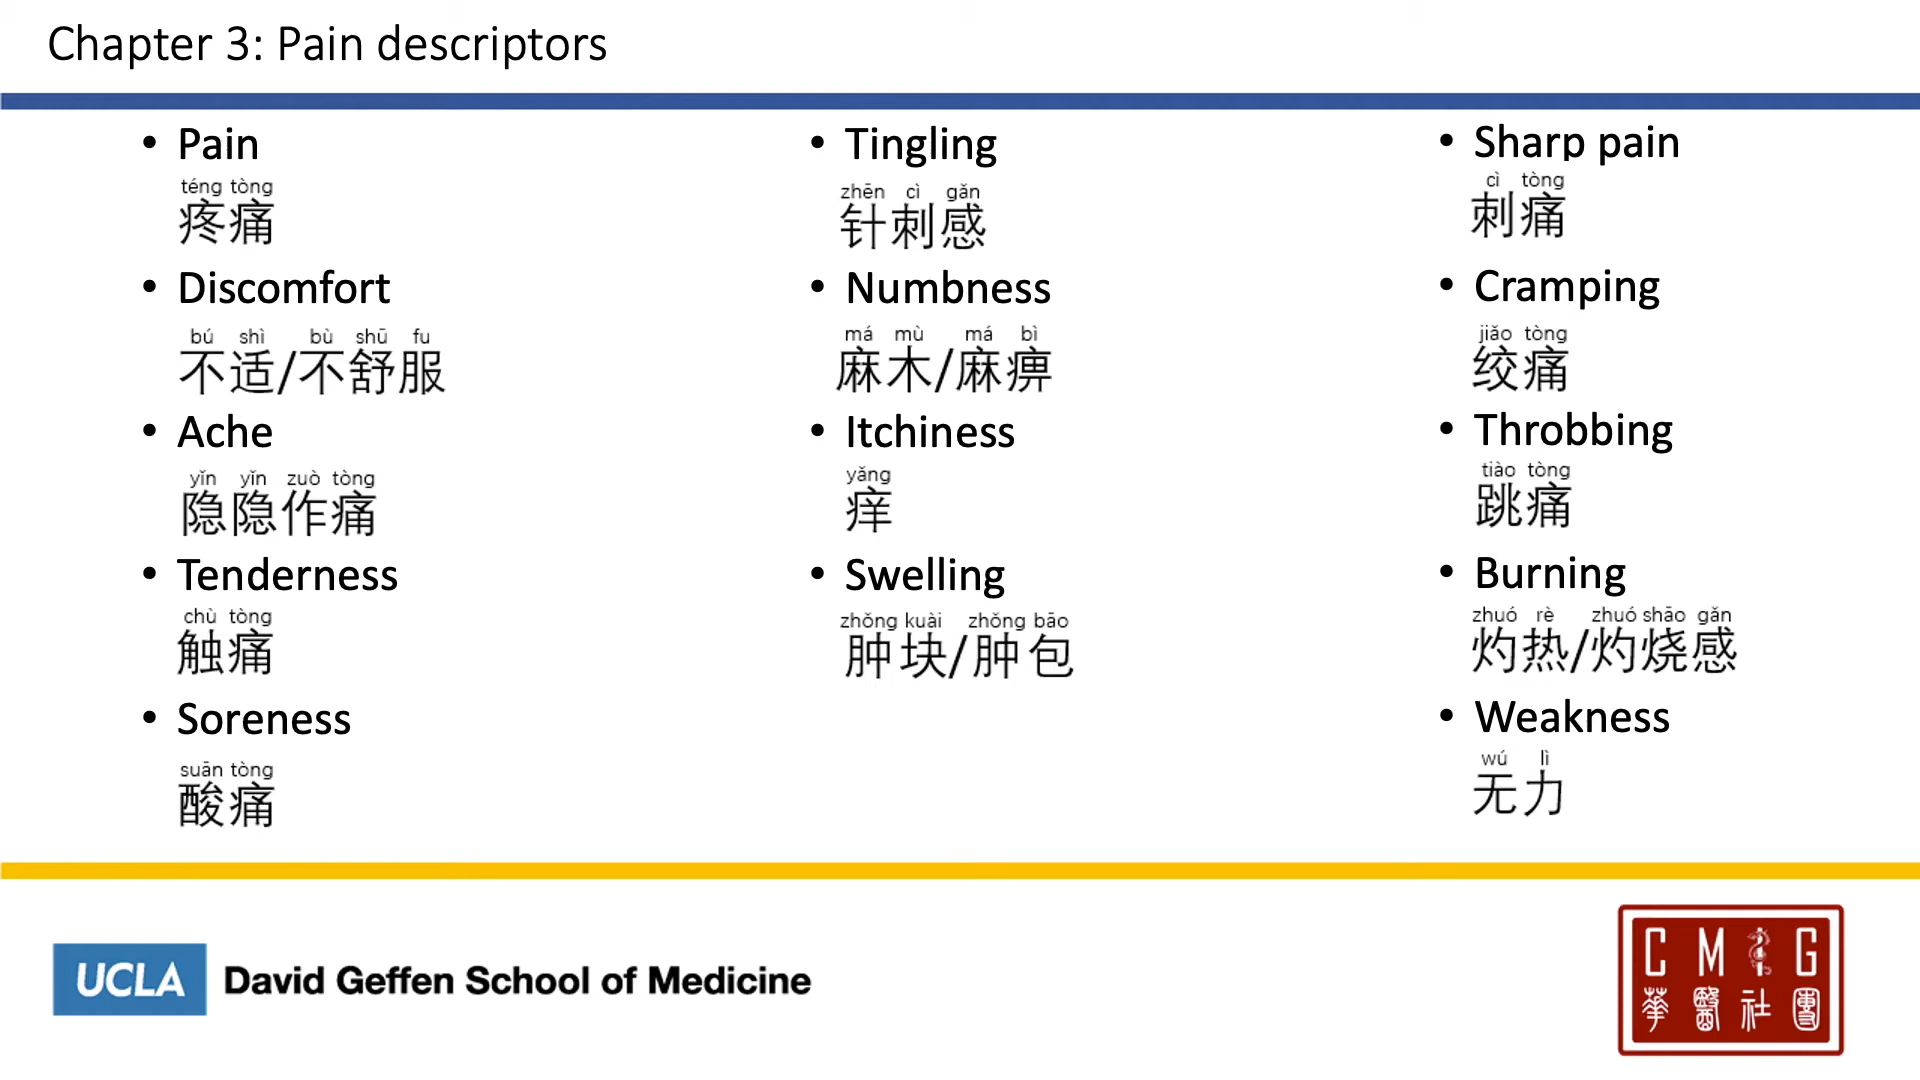 Chapter 3: Pain descriptors
• Pain
téng tòng
疼痛
• Discomfort
bú shì bù shū fu
不适/不舒服
• Ache
yǐn yǐn zuò tòng
隐隐作痛
• Tenderness
chù tòng
触痛
• Soreness
suān tòng
酸痛
• Tingling
zhēn cì gǎn
针刺感
• Numbness
má mù má bì
麻木/麻痹
• Itchiness
yǎng
痒
• Swelling
zhǒng kuài zhǒng bāo
肿块/肿包
• Sharp pain
cì tòng
刺痛
• Cramping
jiǎo tòng
绞痛
• Throbbing
tiào tòng
跳痛
• Burning
zhuó rè zhuó shāo gǎn
灼热/灼烧感
• Weakness
wú lì
无力
UCLA David Geffen School of Medicine
C M G
華醫社團